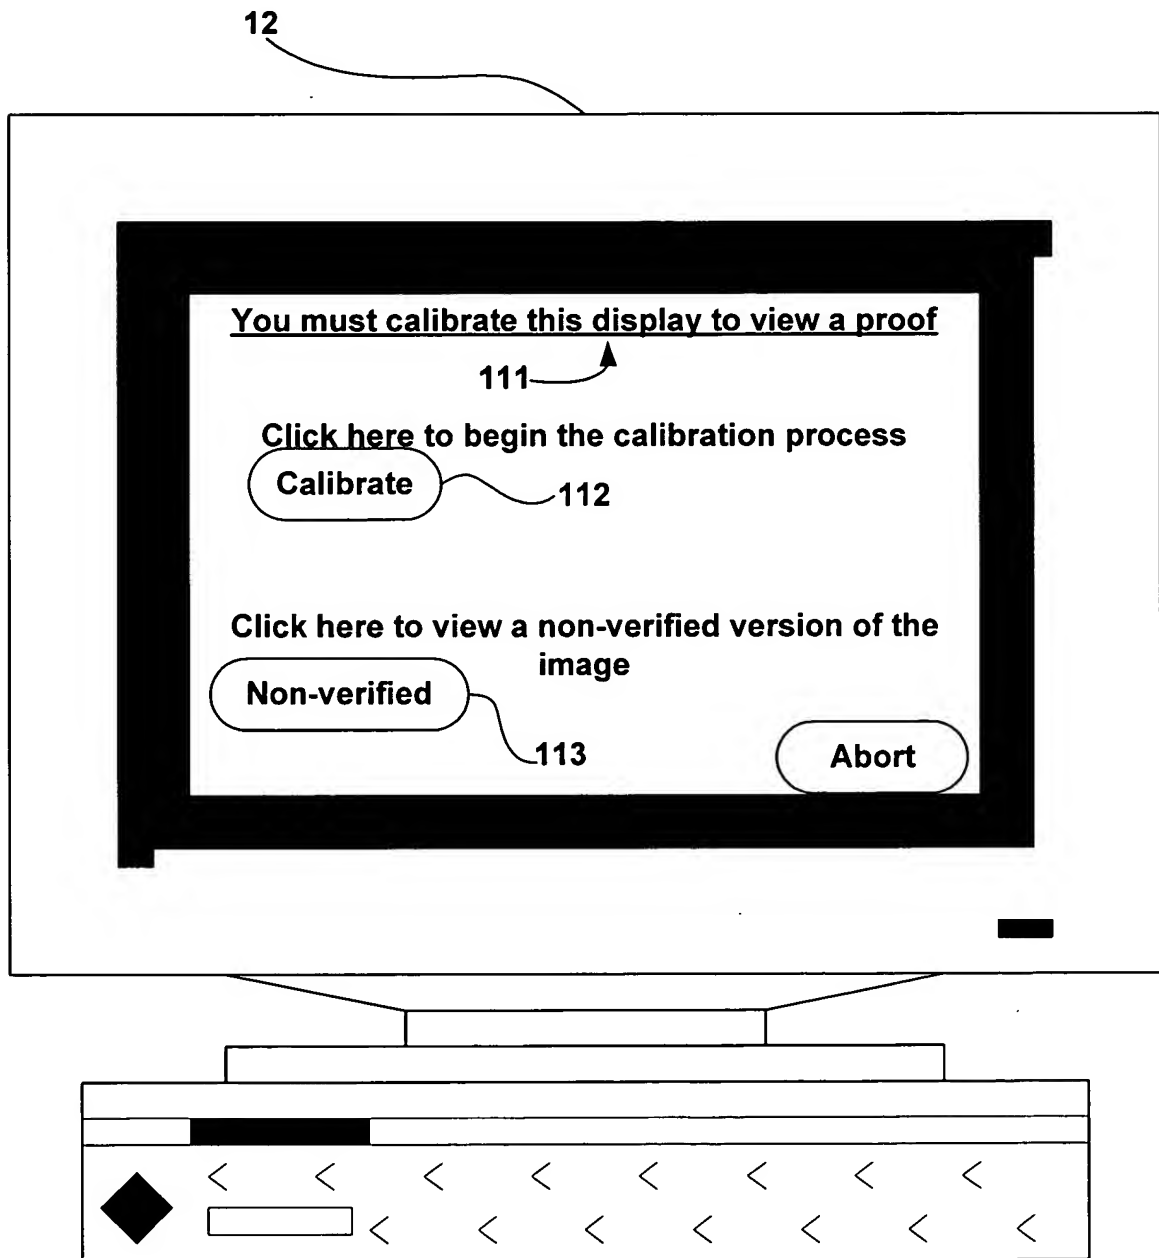 12
You must calibrate this display to view a proof
111
Click here to begin the calibration process
Calibrate
112
Click here to view a non-verified version of the
image
Non-verified
113
Abort